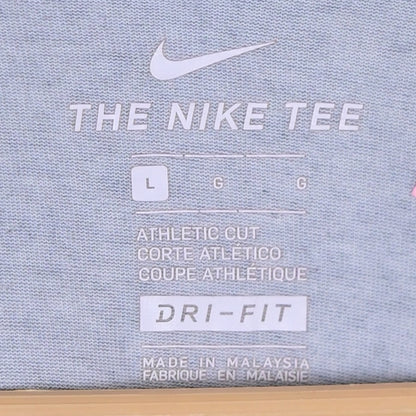 THE NIKE TEE
L G G
ATHLETIC CUT
CORTE ATLÉTICO
COUPE ATHLÉTIQUE
DRI-FIT
MADE IN MALAYSIA
FABRIQUÉ EN MALAISIE